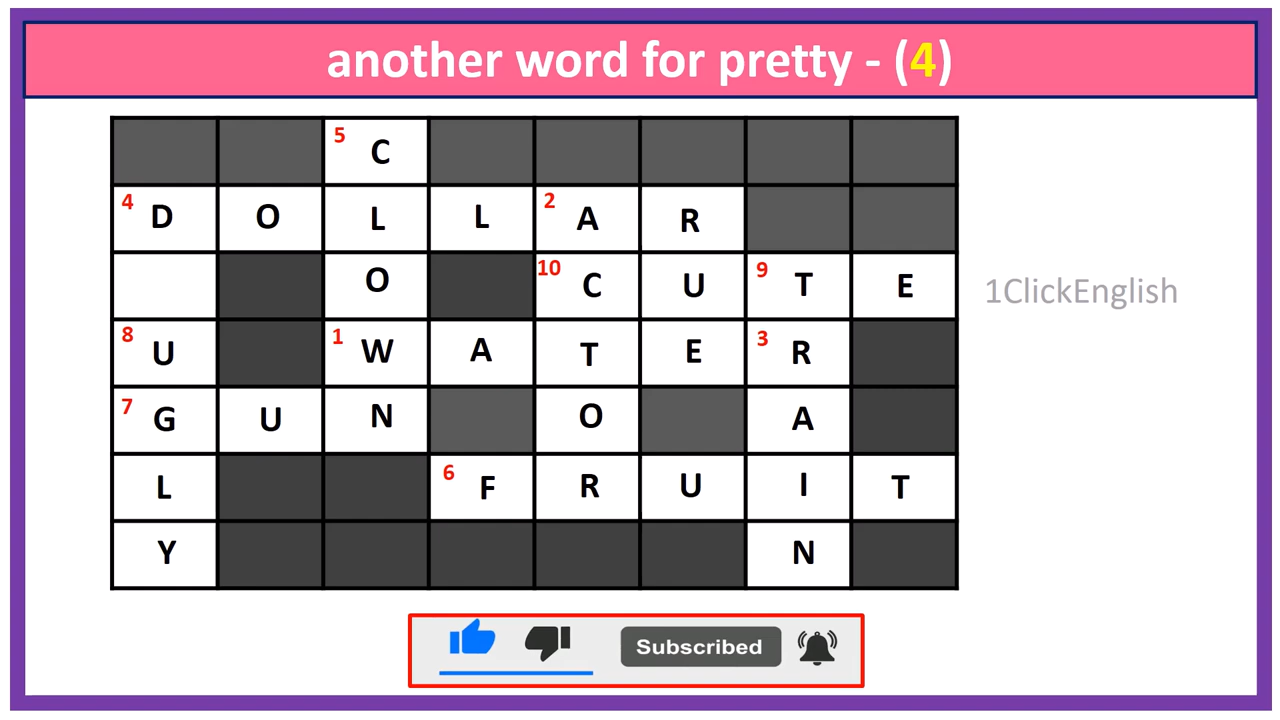 another word for pretty - (4)
5 C
4 D O L L 2 A R
O 10 C U 9 T E
8 U 1 W A T E 3 R
7 G U N O A
L 6 F R U I T
Y N
1ClickEnglish
Subscribed